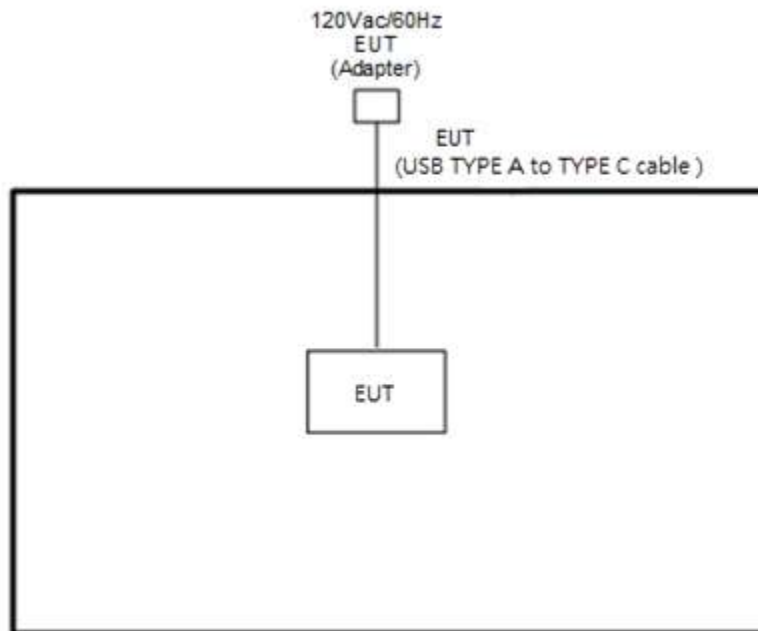 120Vac/60Hz
EUT
(Adapter)
EUT
(USB TYPE A to TYPE C cable )
EUT